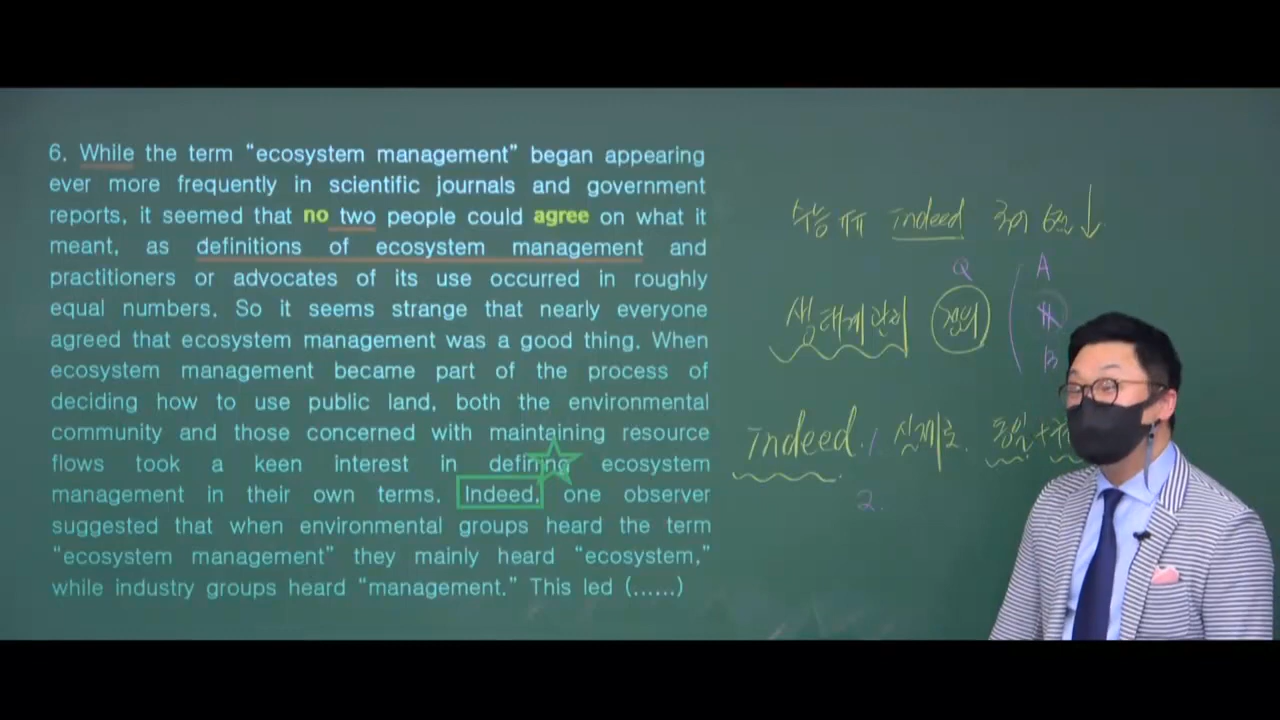 6. While the term “ecosystem management” began appearing
ever more frequently in scientific journals and government
reports, it seemed that no two people could agree on what it
meant, as definitions of ecosystem management and
practitioners or advocates of its use occurred in roughly
equal numbers. So it seems strange that nearly everyone
agreed that ecosystem management was a good thing. When
ecosystem management became part of the process of
deciding how to use public land, both the environmental
community and those concerned with maintaining resource
flows took a keen interest in defining ecosystem
management in their own terms. Indeed, one observer
suggested that when environmental groups heard the term
“ecosystem management” they mainly heard “ecosystem,”
while industry groups heard “management.” This led (......)
수능 indeed
Q A
생태계 관리 정의
B
indeed. 1 실제로. 동일 +
2.